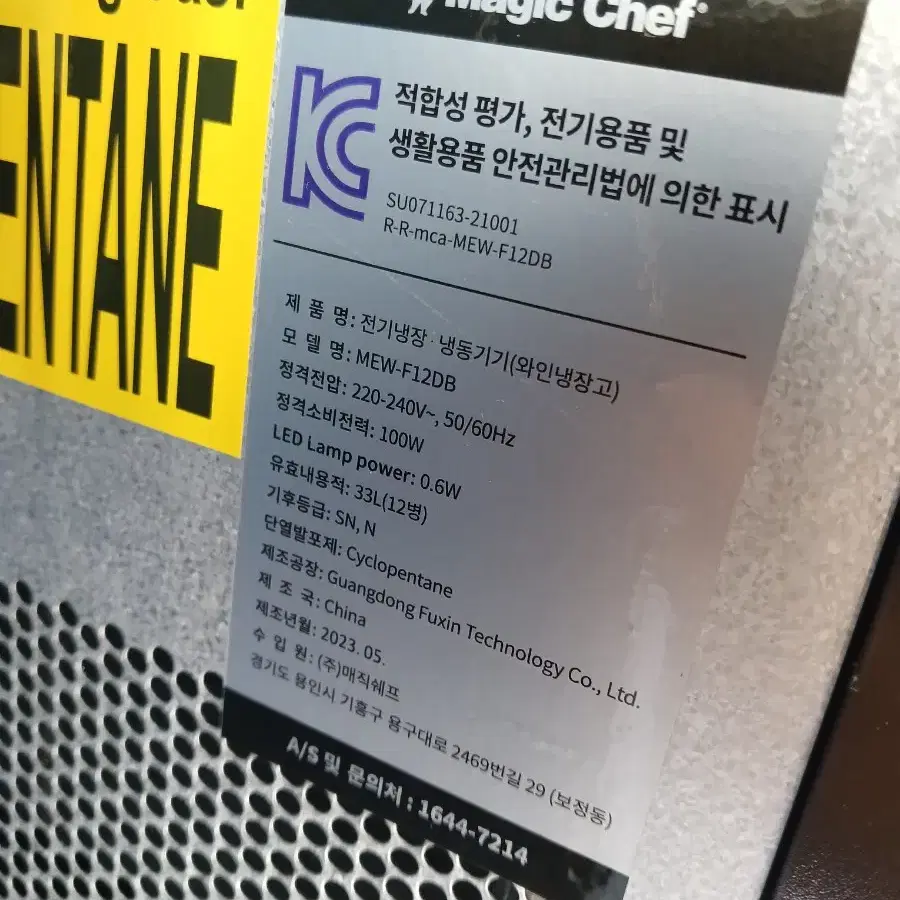 ENTANE
Magic Chef
적합성 평가, 전기용품 및
생활용품 안전관리법에 의한 표시
SU071163-21001
R-R-mca-MEW-F12DB
제 품 명: 전기냉장 · 냉동기기(와인냉장고)
모 델 명: MEW-F12DB
정격전압: 220-240V~, 50/60Hz
정격소비전력: 100W
LED Lamp power: 0.6W
유효내용적: 33L(12병)
기후등급: SN, N
단열발포제: Cyclopentane
제조공장: Guangdong Fuxin Technology Co., Ltd.
제 조 국: China
제조년월: 2023. 05.
수 입 원: (주)매직쉐프
경기도 용인시 기흥구 용구대로 2469번길 29 (보정동)
A/S 및 문의처 : 1644-7214